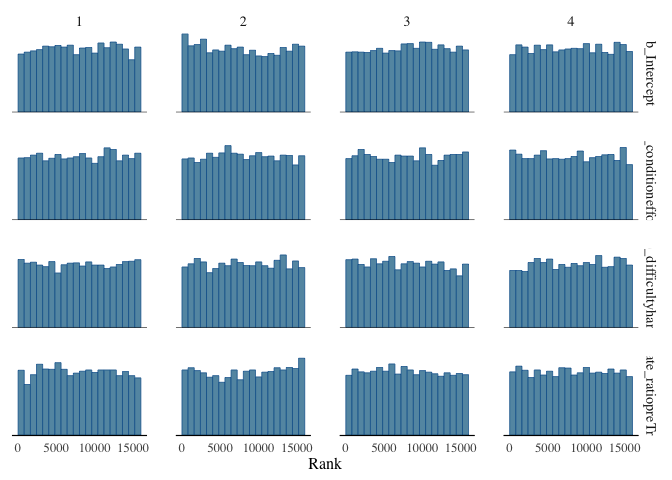 1 2 3 4
b_Intercept
_conditioneffo
_difficultyhar
ate_ratiopreTr
0 5000 10000 15000 0 5000 10000 15000 0 5000 10000 15000 0 5000 10000 15000
Rank